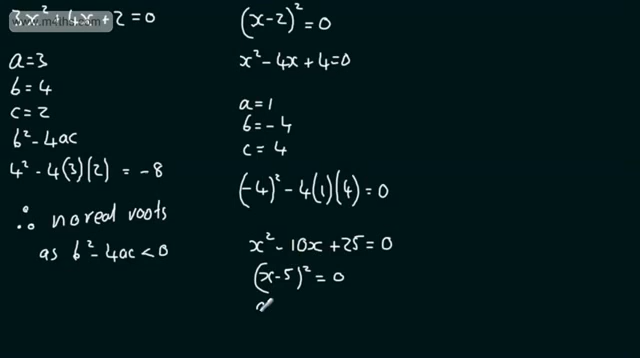 3x² + 4x + 2 = 0
a = 3
b = 4
c = 2
b² - 4ac
4² - 4(3)(2) = -8
∴ no real roots
as b² - 4ac < 0
(x-2)² = 0
x² - 4x + 4 = 0
a = 1
b = -4
c = 4
(-4)² - 4(1)(4) = 0
x² - 10x + 25 = 0
(x-5)² = 0